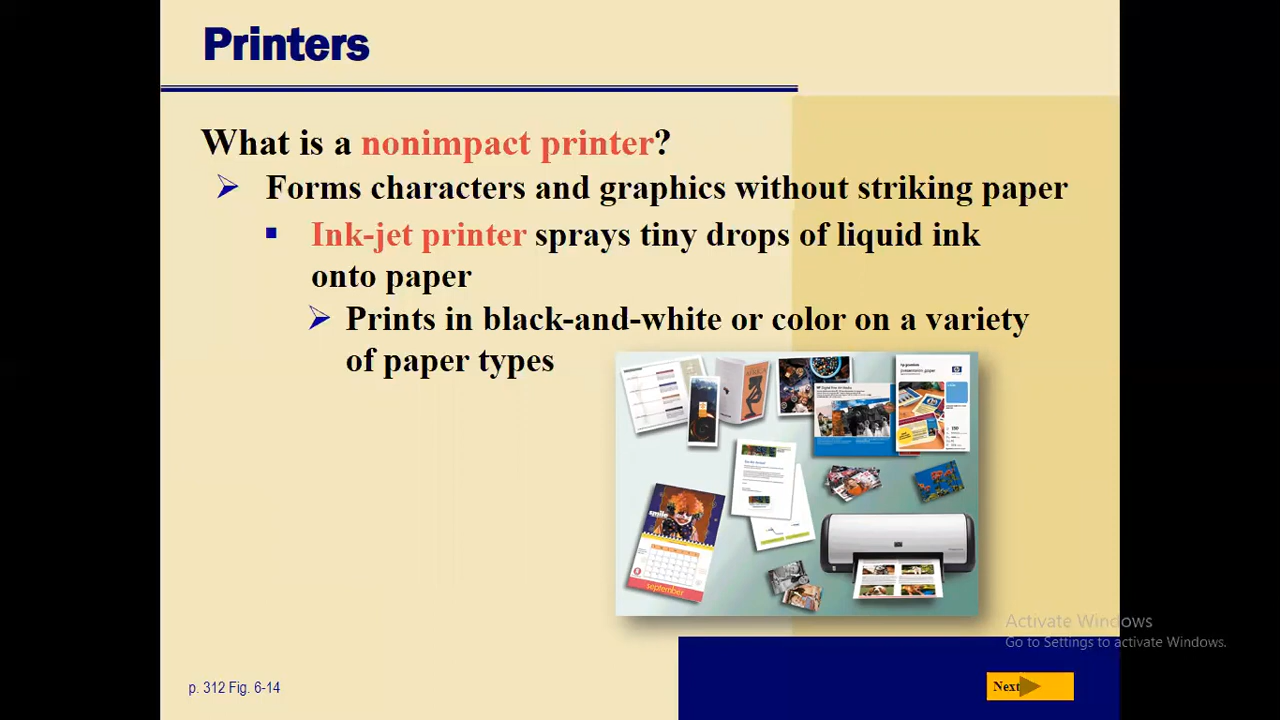 Printers
What is a nonimpact printer?
Forms characters and graphics without striking paper
Ink-jet printer sprays tiny drops of liquid ink
onto paper
Prints in black-and-white or color on a variety
of paper types
smile
september
Activate Windows
Go to Settings to activate Windows.
p. 312 Fig. 6-14
Next